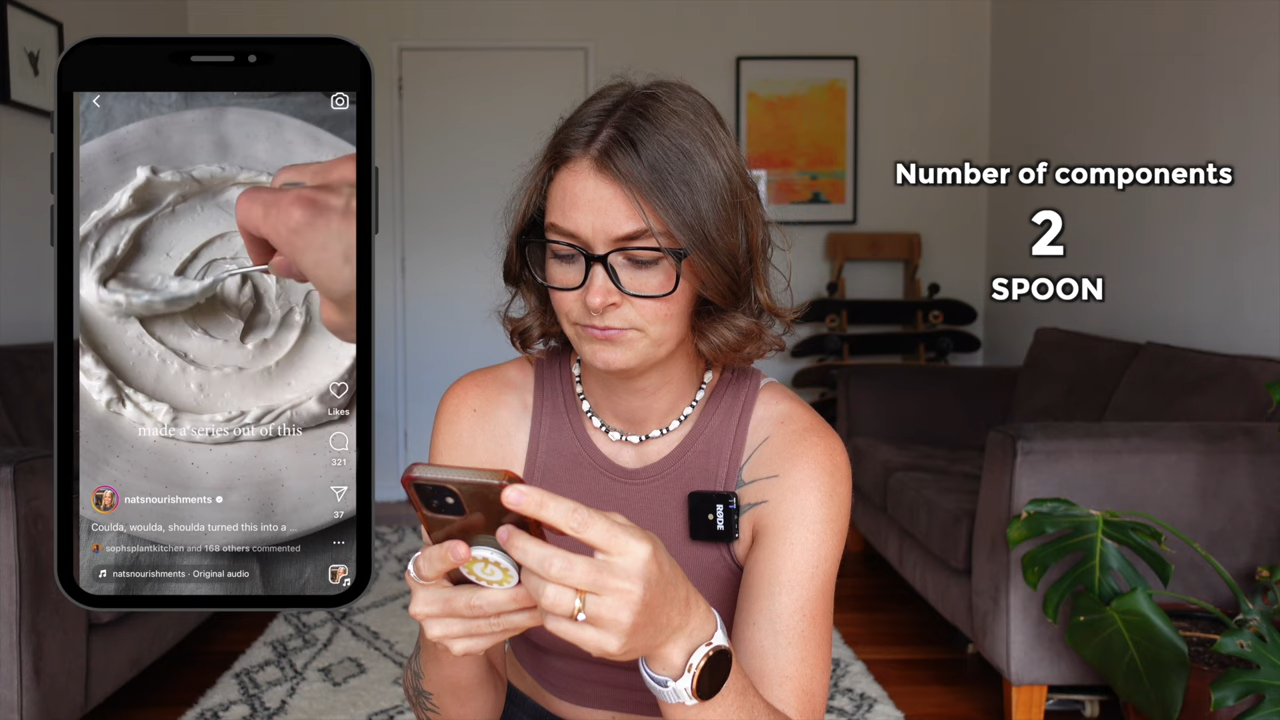 made a series out of this
Likes
321
37
natsnourishments
Coulda, woulda, shoulda turned this into a ...
sophsplantkitchen and 168 others commented
natsnourishments · Original audio
Number of components
2
SPOON
RØDE